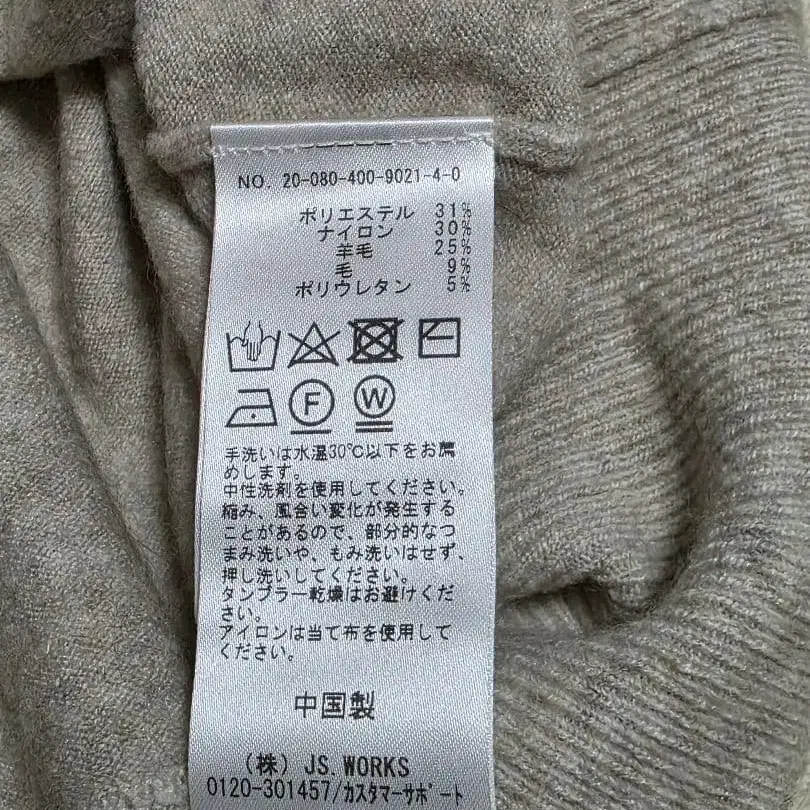 NO. 20-080-400-9021-4-0
ポリエステル 31%
ナイロン 30%
羊毛 25%
毛 9%
ポリウレタン 5%
F W
手洗いは水温30℃以下をお薦
めします。
中性洗剤を使用してください。
縮み、風合い変化が発生する
ことがあるので、部分的なつ
まみ洗いや、もみ洗いはせず、
押し洗いしてください。
タンブラー乾燥はお避けくだ
さい。
アイロンは当て布を使用して
ください。
中国製
(株) JS.WORKS
0120-301457/カスタマーサポート